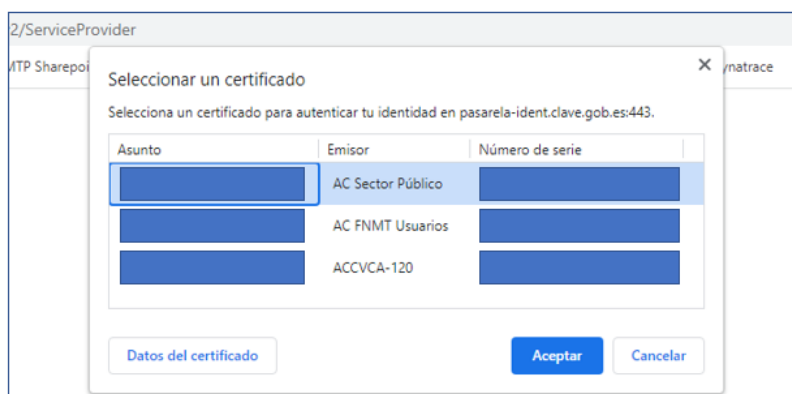 2/ServiceProvider
MTP Sharepoi
ynatrace
Seleccionar un certificado
Selecciona un certificado para autenticar tu identidad en pasarela-ident.clave.gob.es:443.
Asunto Emisor Número de serie
AC Sector Público
AC FNMT Usuarios
ACCVCA-120
Datos del certificado Aceptar Cancelar